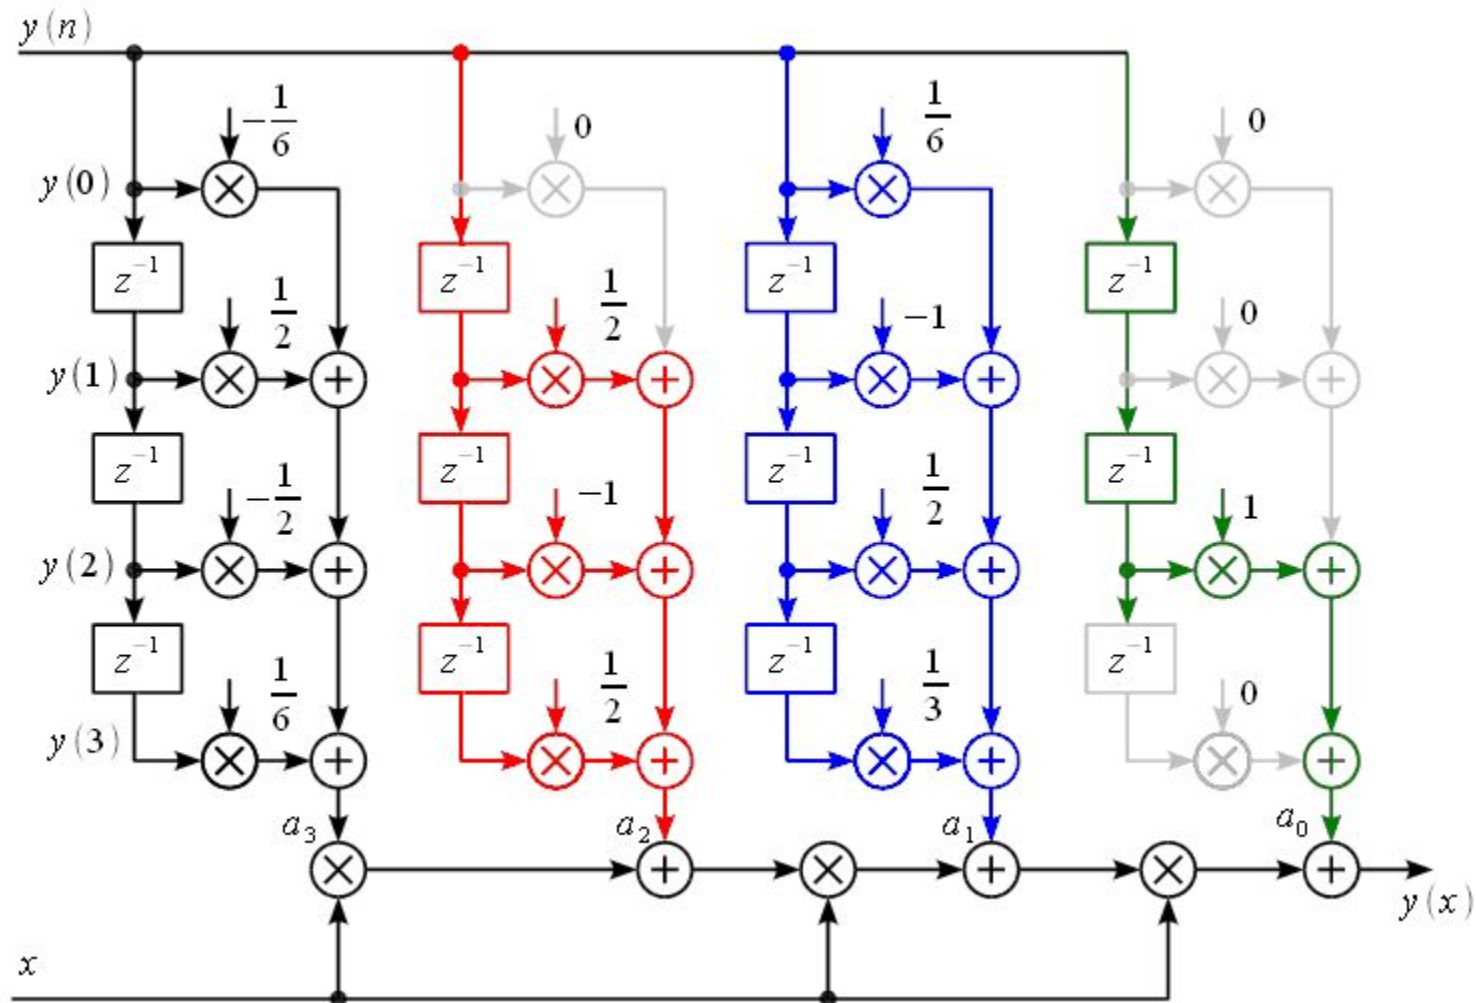 y(n)
-1/6
0
1/6
0
y(0)
z⁻¹ z⁻¹ z⁻¹ z⁻¹
1/2
1/2
-1
0
y(1)
z⁻¹ z⁻¹ z⁻¹ z⁻¹
-1/2
-1
1/2
1
y(2)
z⁻¹ z⁻¹ z⁻¹ z⁻¹
1/6
1/2
1/3
0
y(3)
a₃ a₂ a₁ a₀
y(x)
x